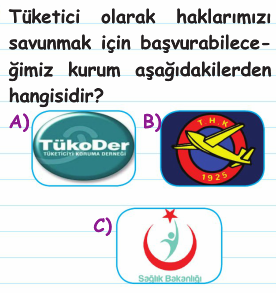 Tüketici olarak haklarımızı
savunmak için başvurabilece-
ğimiz kurum aşağıdakilerden
hangisidir?
A) B)
TükoDer
TÜKETİCİYİ KORUMA DERNEĞİ
T H K
1925
C)
Sağlık Bakanlığı